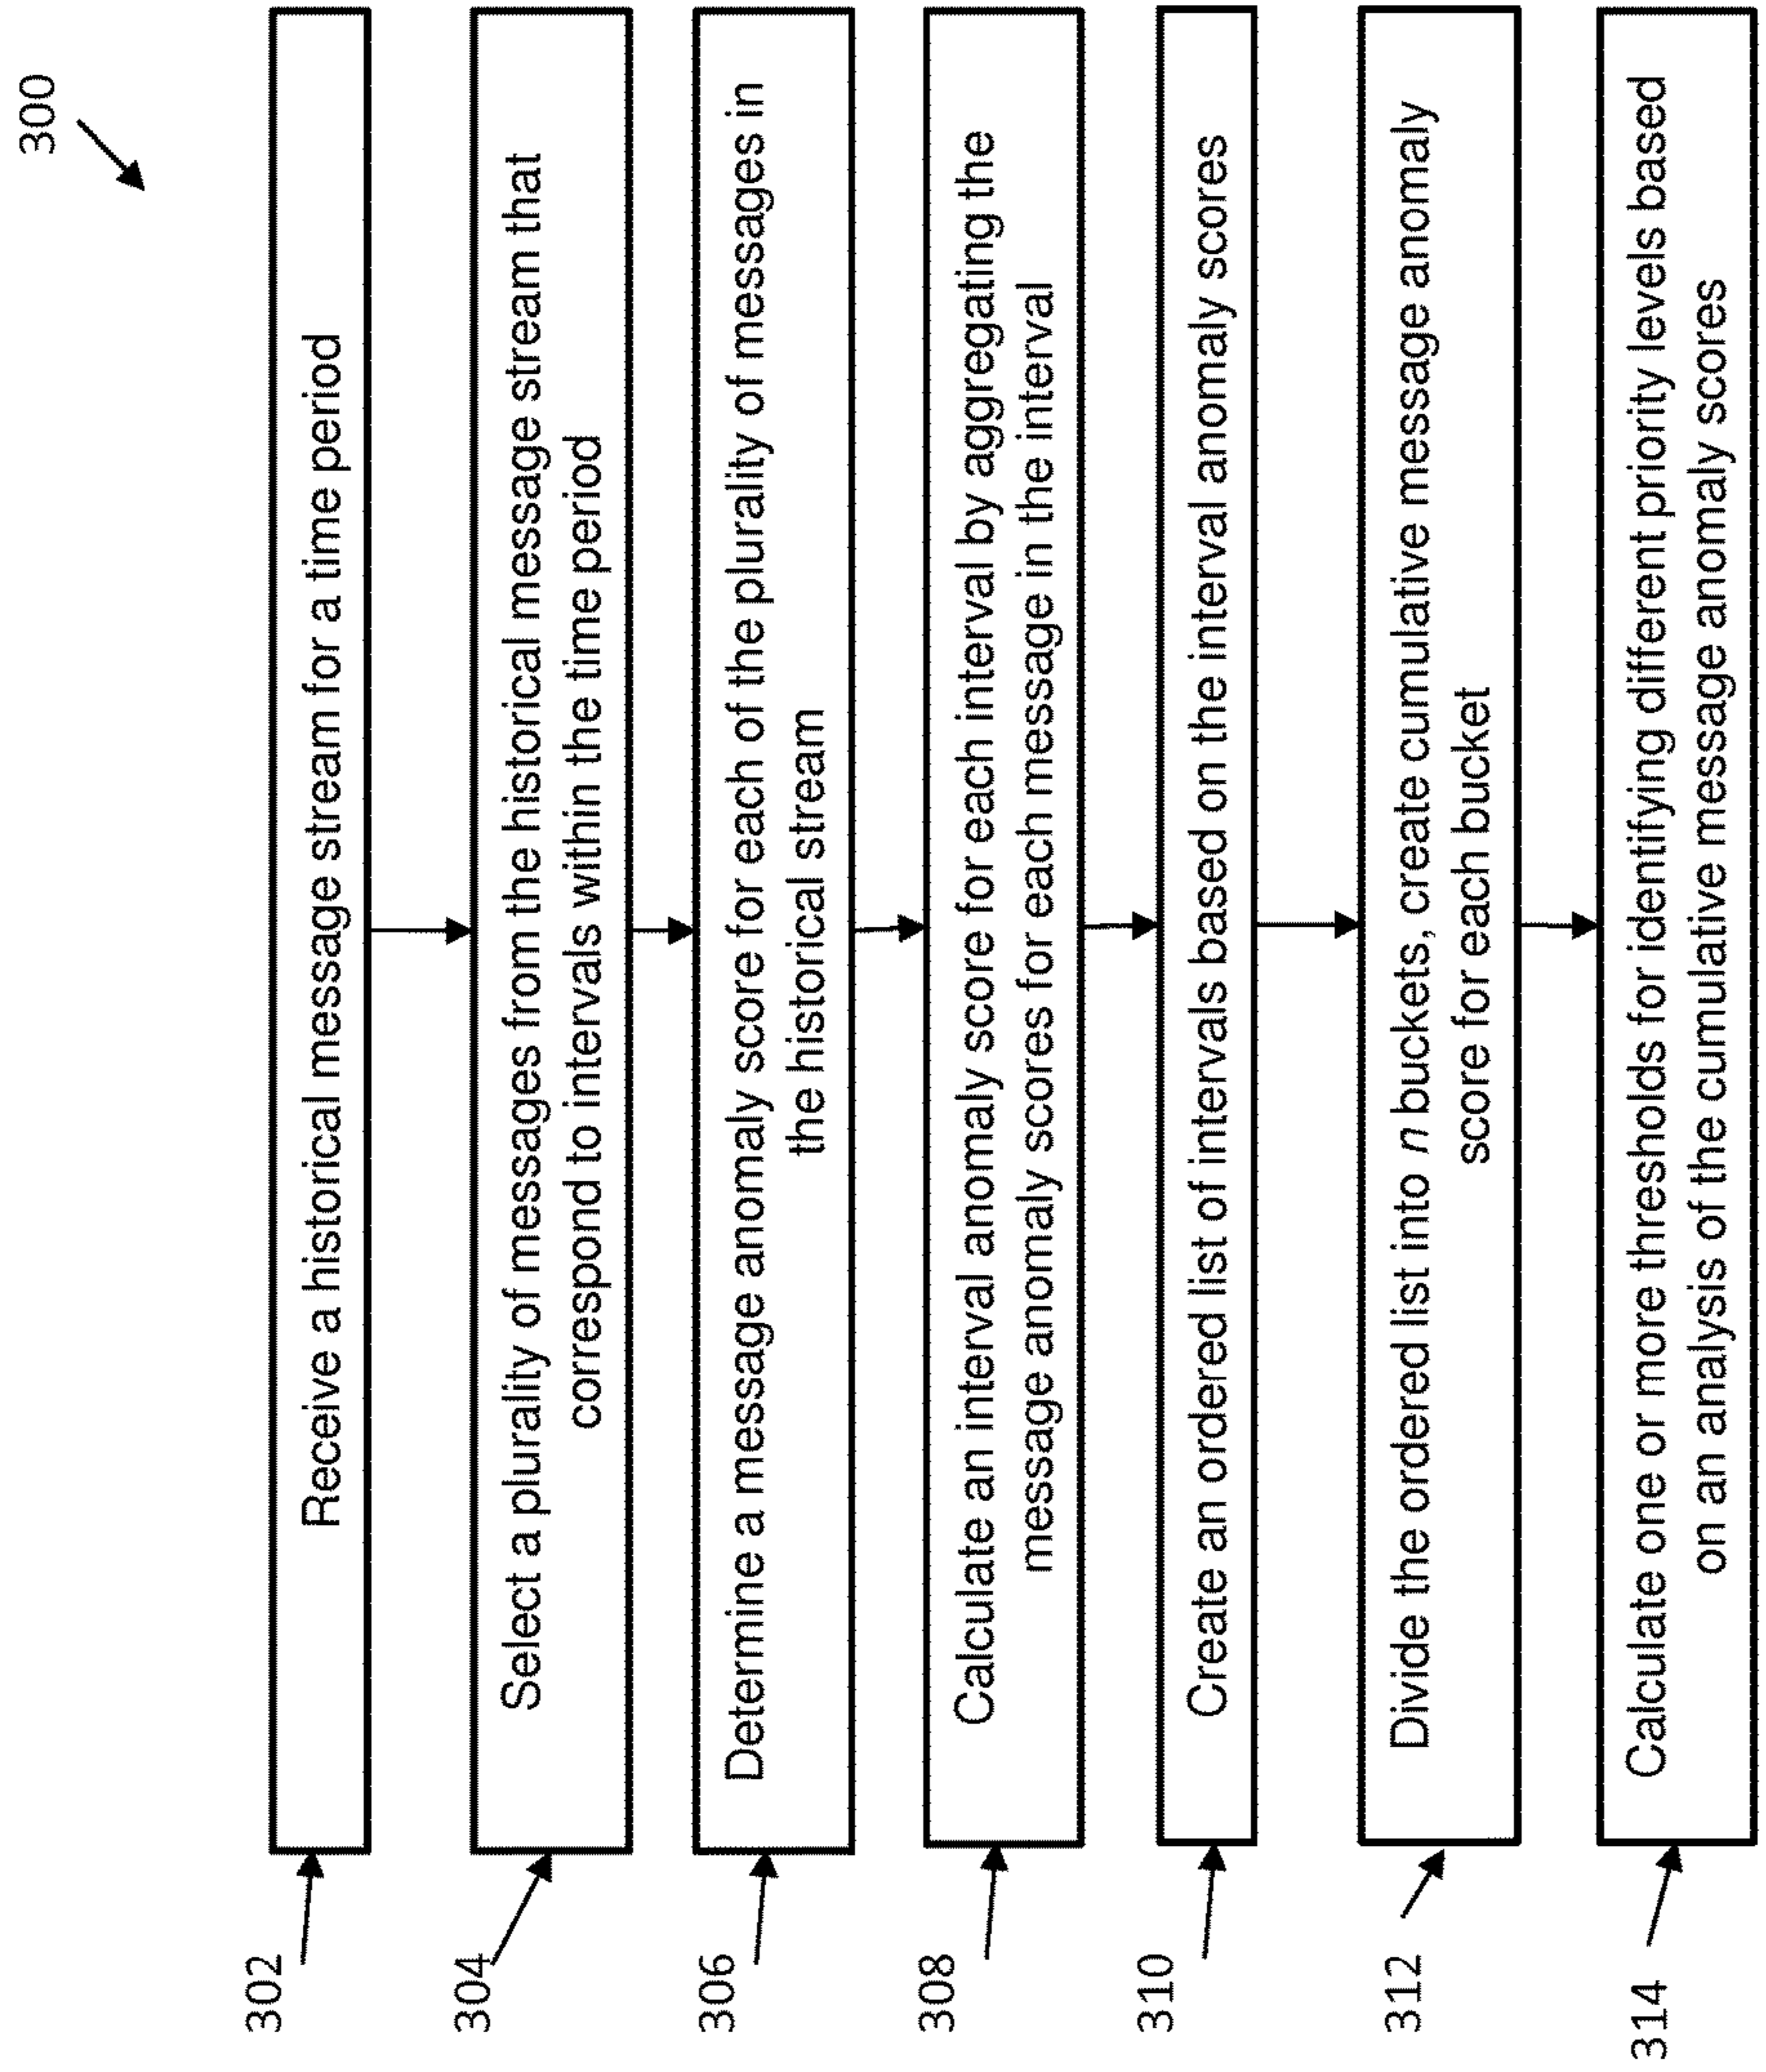 300
302
Receive a historical message stream for a time period
304
Select a plurality of messages from the historical message stream that
correspond to intervals within the time period
306
Determine a message anomaly score for each of the plurality of messages in
the historical stream
308
Calculate an interval anomaly score for each interval by aggregating the
message anomaly scores for each message in the interval
310
Create an ordered list of intervals based on the interval anomaly scores
312
Divide the ordered list into n buckets, create cumulative message anomaly
score for each bucket
314
Calculate one or more thresholds for identifying different priority levels based
on an analysis of the cumulative message anomaly scores